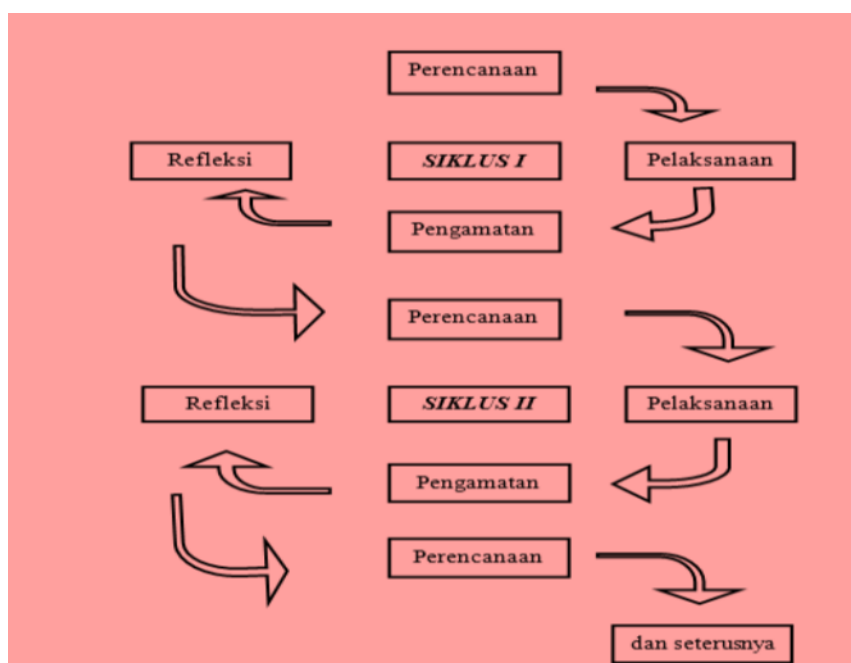 Perencanaan
Refleksi
SIKLUS I
Pelaksanaan
Pengamatan
Perencanaan
Refleksi
SIKLUS II
Pelaksanaan
Pengamatan
Perencanaan
dan seterusnya